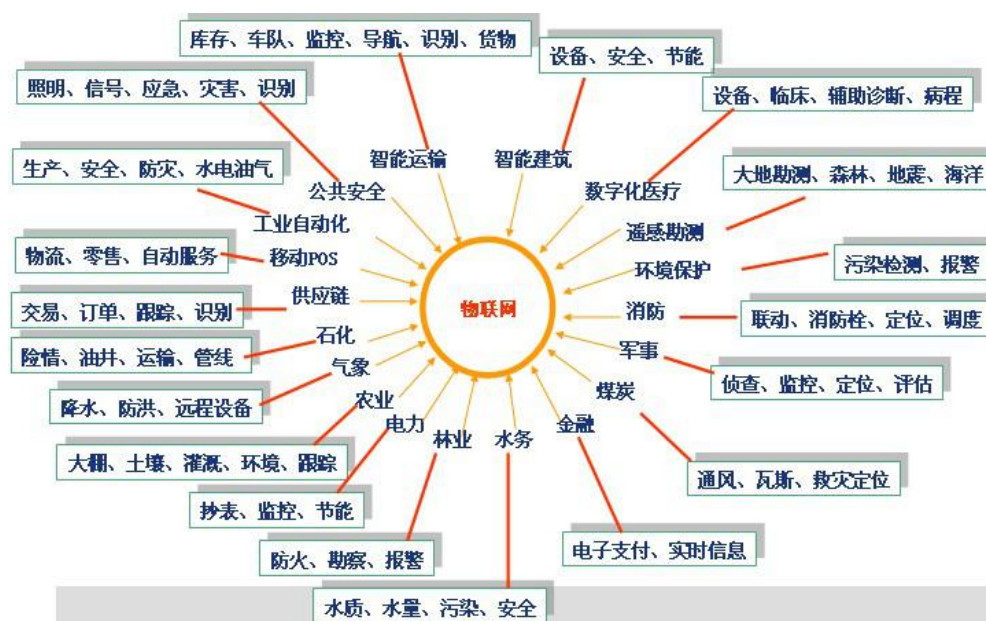 库存、车队、监控、导航、识别、货物
设备、安全、节能
照明、信号、应急、灾害、识别
设备、临床、辅助诊断、病程
智能运输
智能建筑
生产、安全、防灾、水电油气
公共安全
数字化医疗
大地勘测、森林、地震、海洋
工业自动化
遥感勘测
物流、零售、自动服务
移动POS
环境保护
污染检测、报警
交易、订单、跟踪、识别
供应链
物联网
消防
联动、消防栓、定位、调度
险情、油井、运输、管线
石化
军事
气象
侦查、监控、定位、评估
降水、防洪、远程设备
农业
煤炭
电力
林业
水务
金融
大棚、土壤、灌溉、环境、跟踪
通风、瓦斯、救灾定位
抄表、监控、节能
防火、勘察、报警
电子支付、实时信息
水质、水量、污染、安全